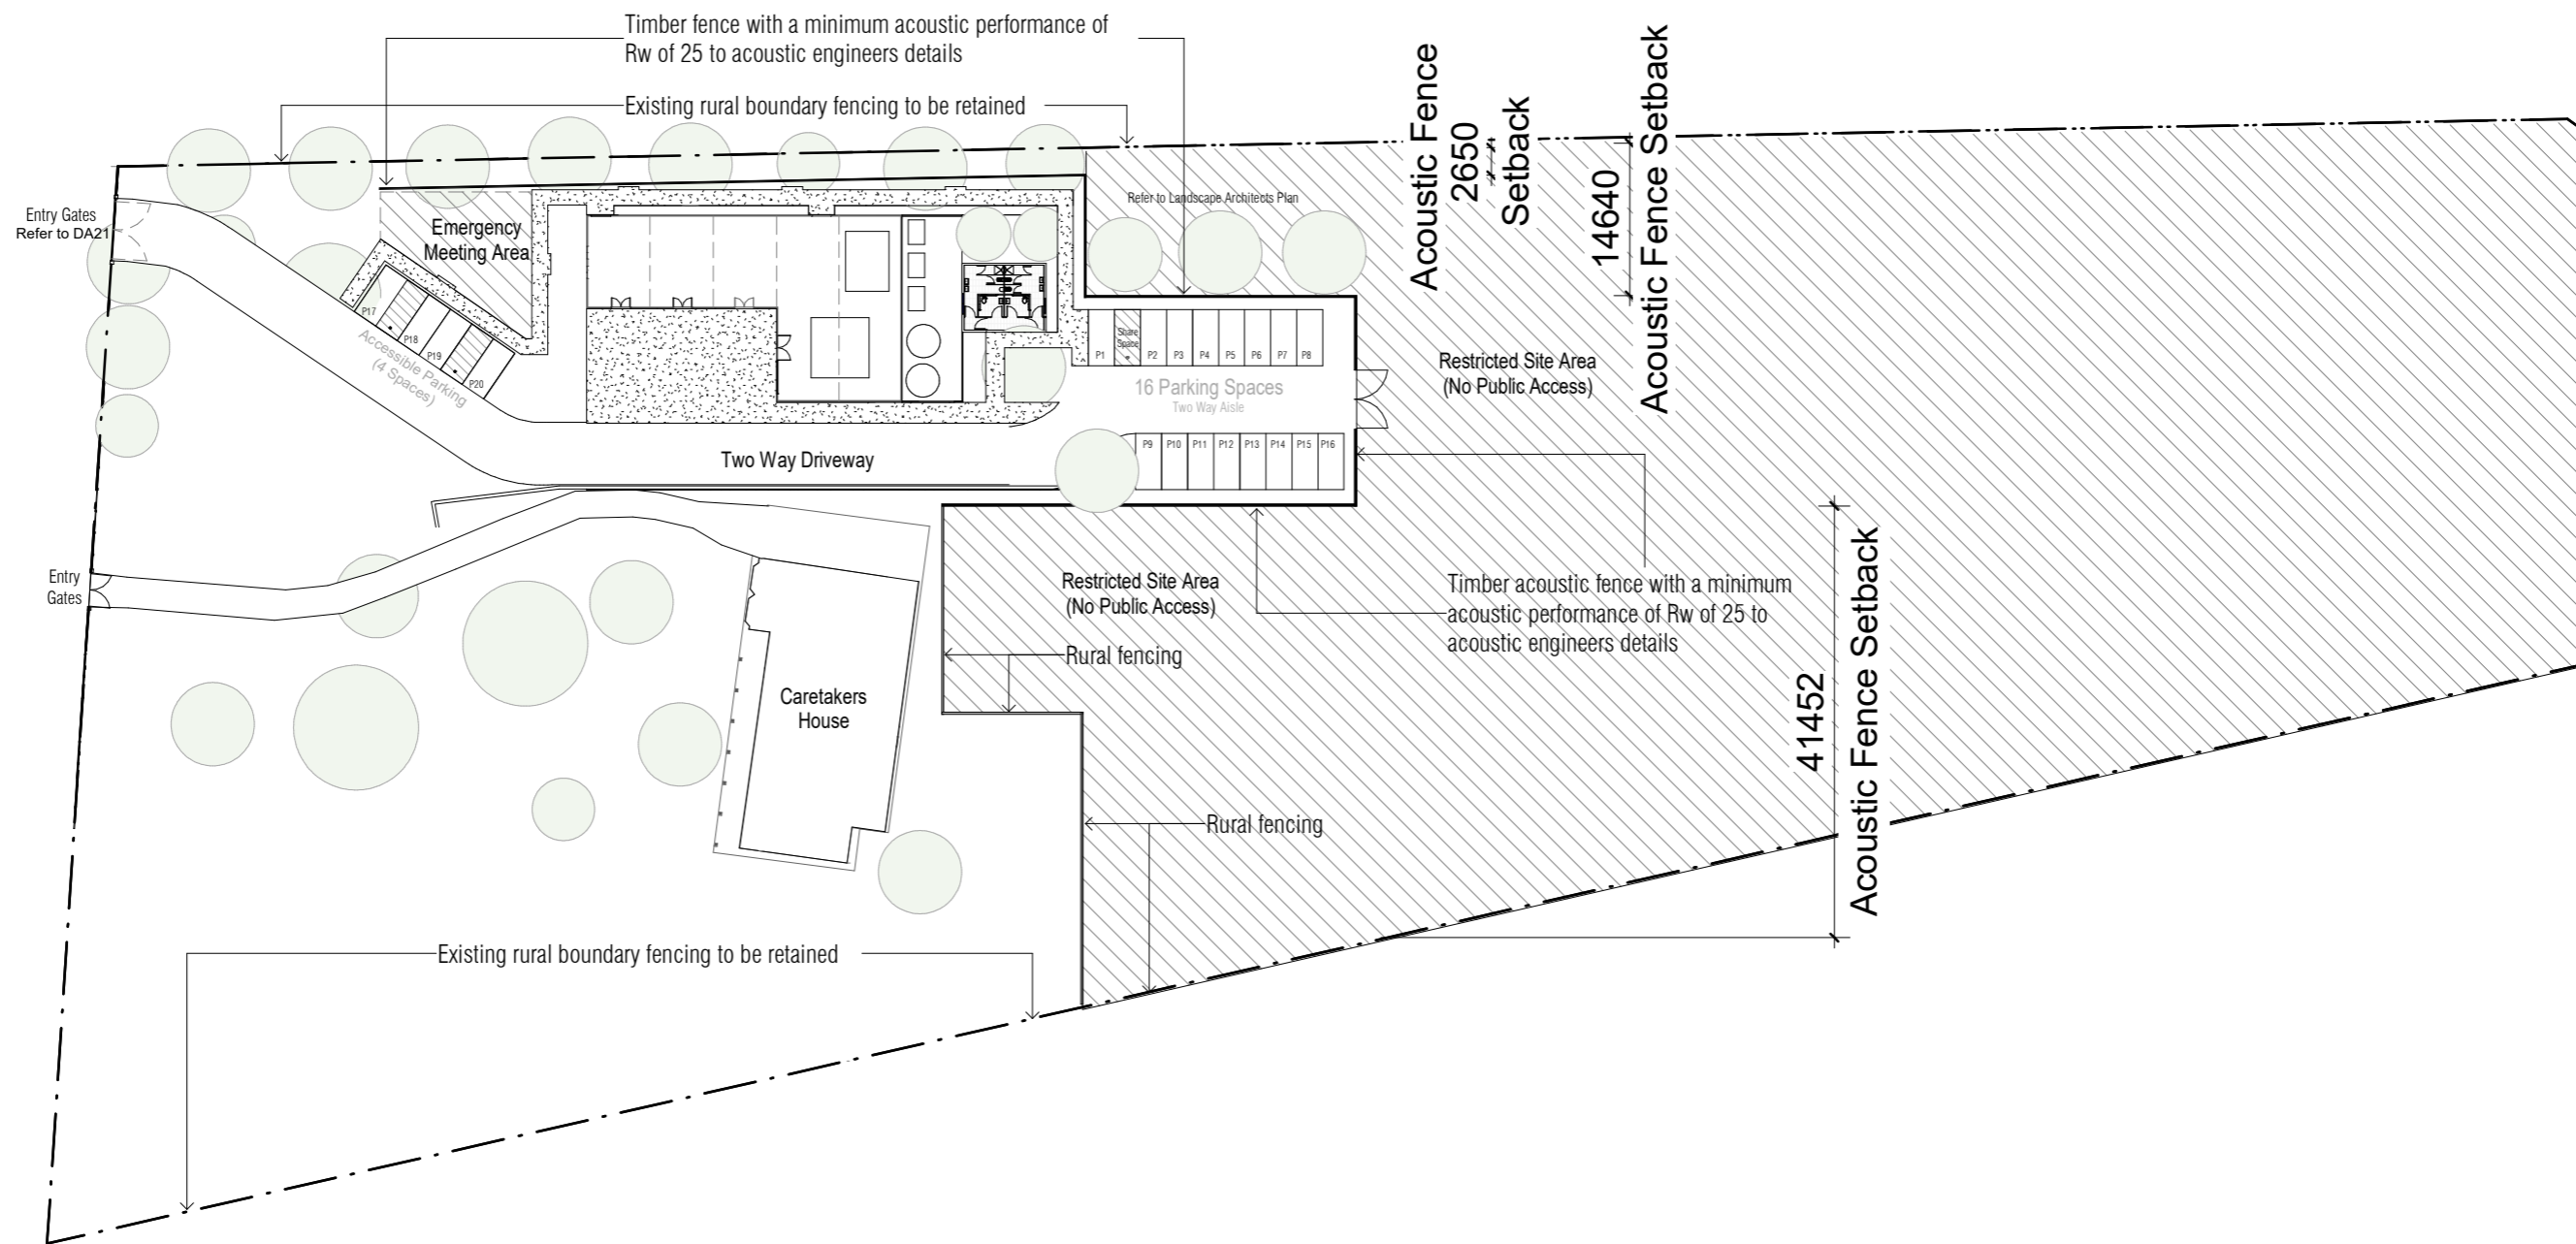 Timber fence with a minimum acoustic performance of
Rw of 25 to acoustic engineers details
Existing rural boundary fencing to be retained
Acoustic Fence
2650
Setback
14640
Acoustic Fence Setback
Refer to Landscape Architects Plan
Entry Gates
Refer to DA21
Emergency
Meeting Area
P17
P18
P19
P20
Accessible Parking
(4 Spaces)
P1
Share
Space
P2
P3
P4
P5
P6
P7
P8
16 Parking Spaces
Two Way Aisle
Restricted Site Area
(No Public Access)
P9
P10
P11
P12
P13
P14
P15
P16
Two Way Driveway
Entry
Gates
Restricted Site Area
(No Public Access)
Timber acoustic fence with a minimum
acoustic performance of Rw of 25 to
acoustic engineers details
Rural fencing
Caretakers
House
41452
Acoustic Fence Setback
Rural fencing
Existing rural boundary fencing to be retained